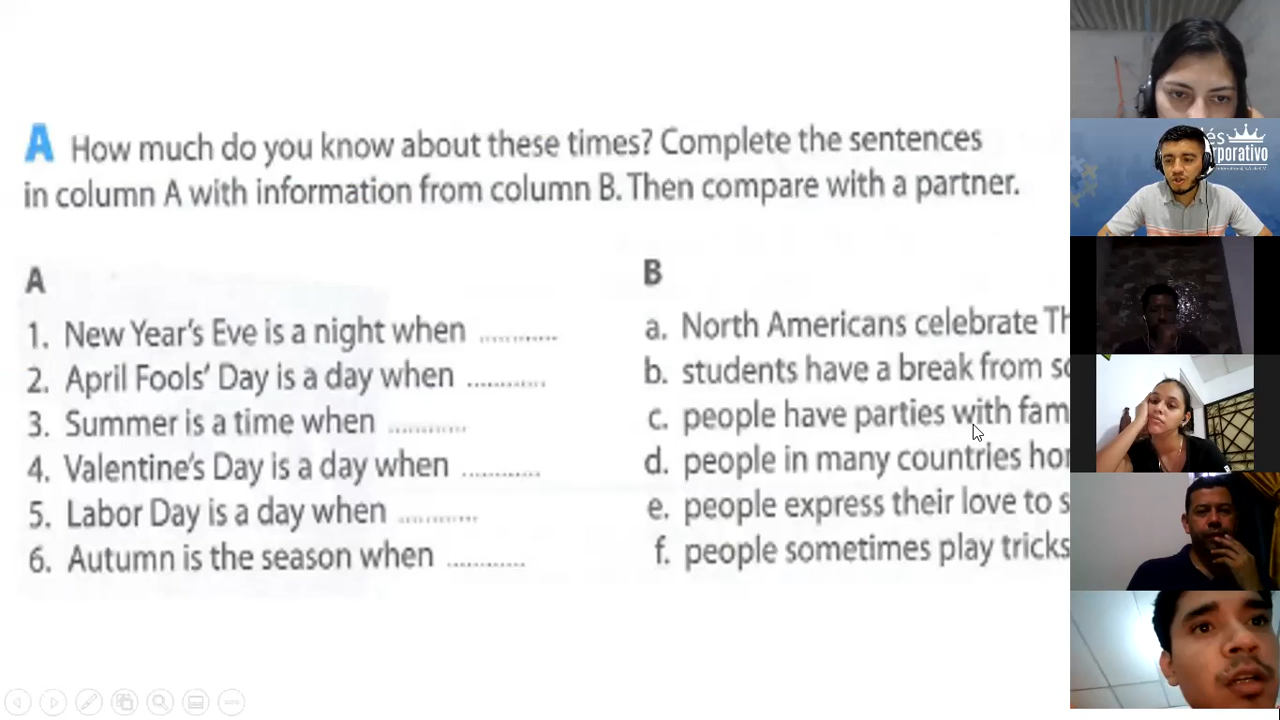 A How much do you know about these times? Complete the sentences
in column A with information from column B. Then compare with a partner.
A
1. New Year's Eve is a night when ...........
2. April Fools' Day is a day when ...........
3. Summer is a time when ...........
4. Valentine's Day is a day when ...........
5. Labor Day is a day when ...........
6. Autumn is the season when ...........
B
a. North Americans celebrate
b. students have a break from
c. people have parties with
d. people in many countries
e. people express their love to
f. people sometimes play tricks